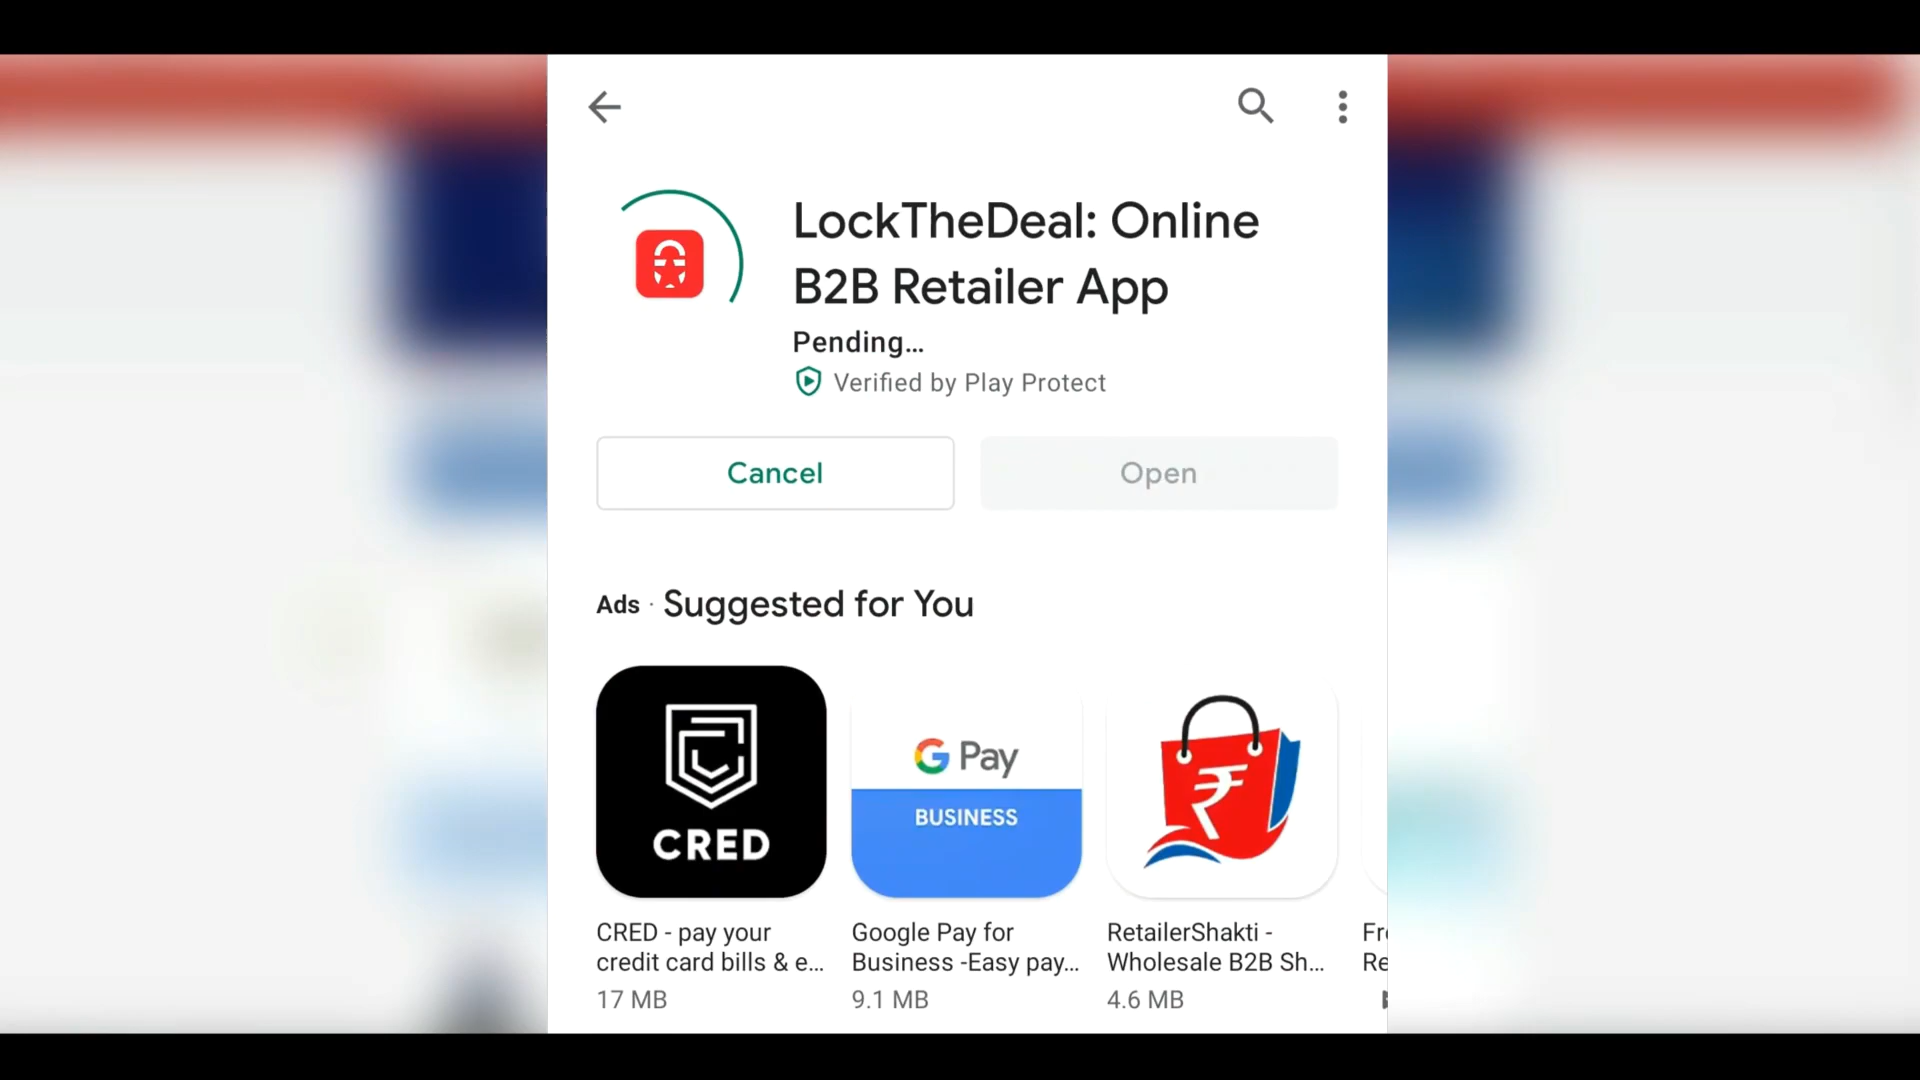 LockTheDeal: Online
B2B Retailer App
Pending...
Verified by Play Protect
Cancel
Open
Ads · Suggested for You
CRED
G Pay
BUSINESS
₹
CRED - pay your
credit card bills & e...
17 MB
Google Pay for
Business -Easy pay...
9.1 MB
RetailerShakti -
Wholesale B2B Sh...
4.6 MB